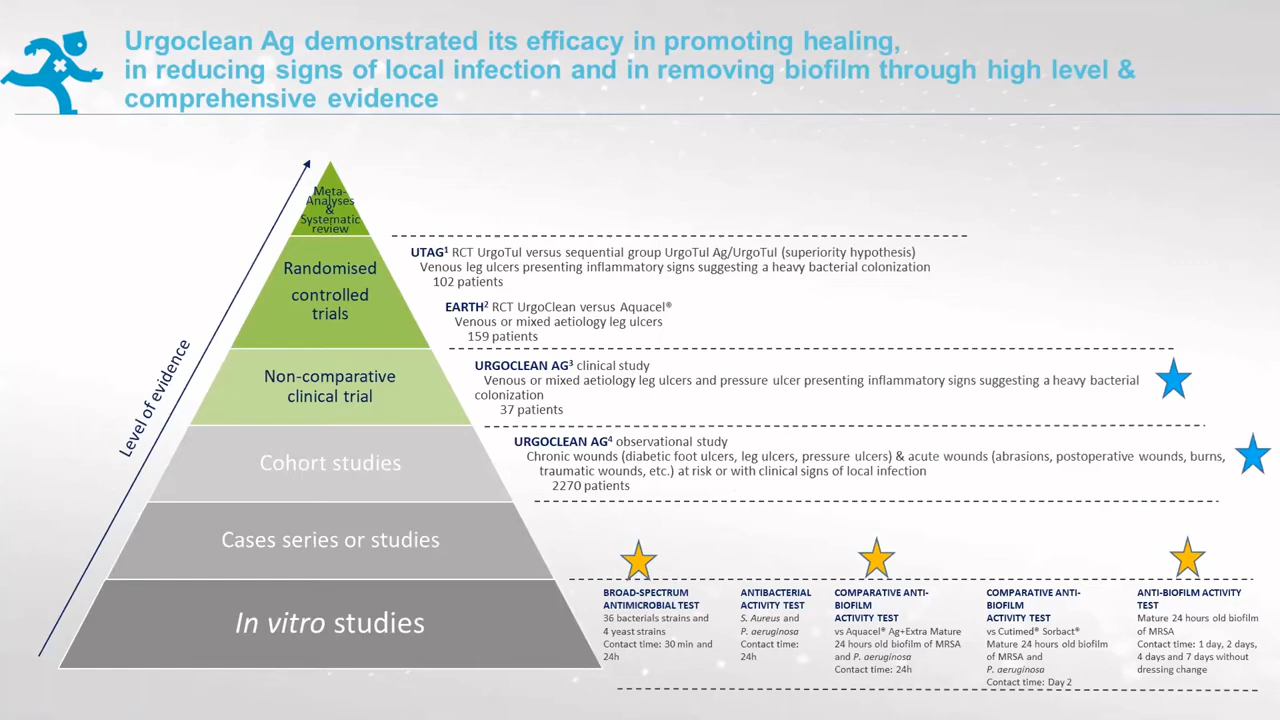 Urgoclean Ag demonstrated its efficacy in promoting healing,
in reducing signs of local infection and in removing biofilm through high level &
comprehensive evidence
Level of evidence
Meta-
Analyses
&
Systematic
review
Randomised
controlled
trials
Non-comparative
clinical trial
Cohort studies
Cases series or studies
In vitro studies
UTAG¹ RCT UrgoTul versus sequential group UrgoTul Ag/UrgoTul (superiority hypothesis)
Venous leg ulcers presenting inflammatory signs suggesting a heavy bacterial colonization
102 patients
EARTH² RCT UrgoClean versus Aquacel®
Venous or mixed aetiology leg ulcers
159 patients
URGOCLEAN AG³ clinical study
Venous or mixed aetiology leg ulcers and pressure ulcer presenting inflammatory signs suggesting a heavy bacterial
colonization
37 patients
URGOCLEAN AG⁴ observational study
Chronic wounds (diabetic foot ulcers, leg ulcers, pressure ulcers) & acute wounds (abrasions, postoperative wounds, burns,
traumatic wounds, etc.) at risk or with clinical signs of local infection
2270 patients
BROAD-SPECTRUM
ANTIMICROBIAL TEST
36 bacterials strains and
4 yeast strains
Contact time: 30 min and
24h
ANTIBACTERIAL
ACTIVITY TEST
S. Aureus and
P. aeruginosa
Contact time:
24h
COMPARATIVE ANTI-
BIOFILM
ACTIVITY TEST
vs Aquacel® Ag+Extra Mature
24 hours old biofilm of MRSA
and P. aeruginosa
Contact time: 24h
COMPARATIVE ANTI-
BIOFILM
ACTIVITY TEST
vs Cutimed® Sorbact®
Mature 24 hours old biofilm
of MRSA and
P. aeruginosa
Contact time: Day 2
ANTI-BIOFILM ACTIVITY
TEST
Mature 24 hours old biofilm
of MRSA
Contact time: 1 day, 2 days,
4 days and 7 days without
dressing change